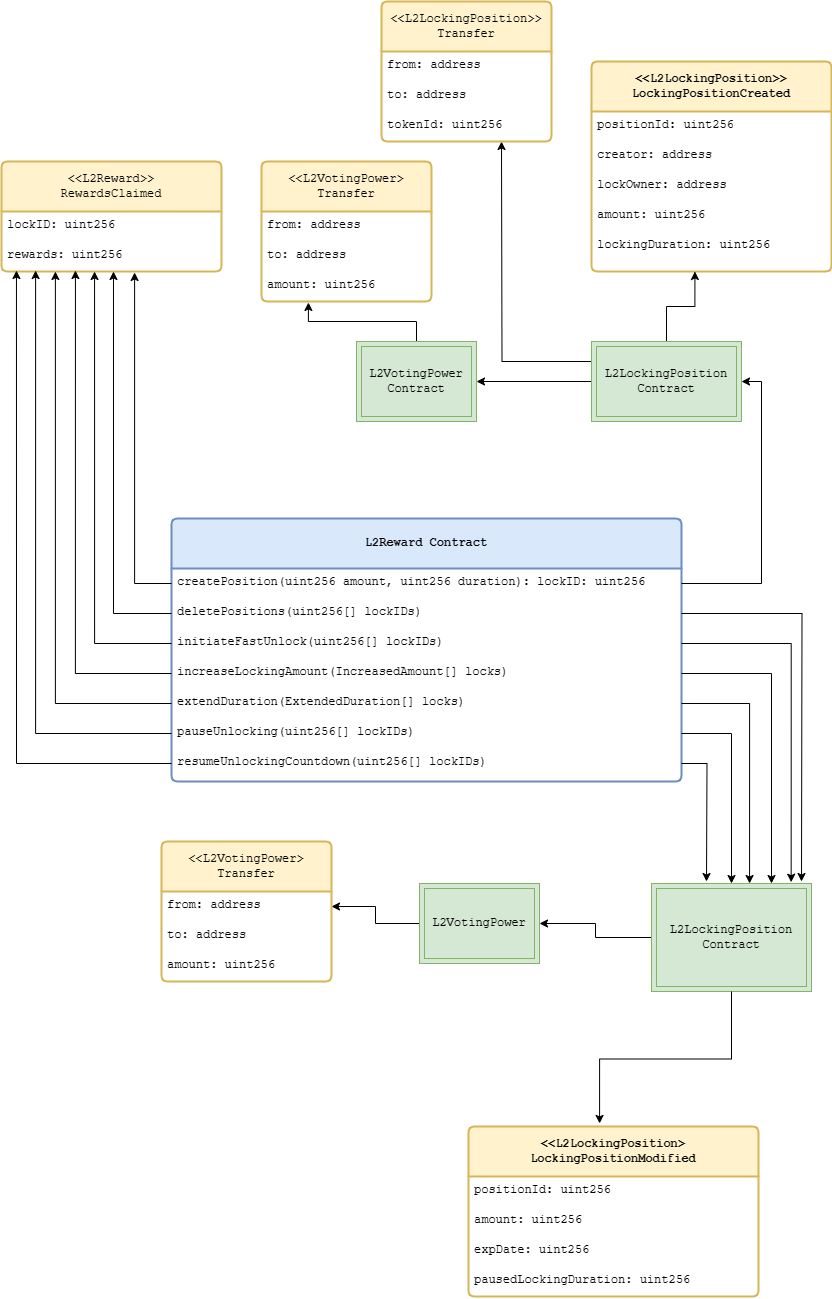 <<L2LockingPosition>>
Transfer
from: address
to: address
tokenId: uint256
<<L2LockingPosition>>
LockingPositionCreated
positionId: uint256
creator: address
lockOwner: address
amount: uint256
lockingDuration: uint256
<<L2Reward>>
RewardsClaimed
lockID: uint256
rewards: uint256
<<L2VotingPower>
Transfer
from: address
to: address
amount: uint256
L2VotingPower
Contract
L2LockingPosition
Contract
L2Reward Contract
createPosition(uint256 amount, uint256 duration): lockID: uint256
deletePositions(uint256[] lockIDs)
initiateFastUnlock(uint256[] lockIDs)
increaseLockingAmount(IncreasedAmount[] locks)
extendDuration(ExtendedDuration[] locks)
pauseUnlocking(uint256[] lockIDs)
resumeUnlockingCountdown(uint256[] lockIDs)
<<L2VotingPower>
Transfer
from: address
to: address
amount: uint256
L2VotingPower
L2LockingPosition
Contract
<<L2LockingPosition>
LockingPositionModified
positionId: uint256
amount: uint256
expDate: uint256
pausedLockingDuration: uint256